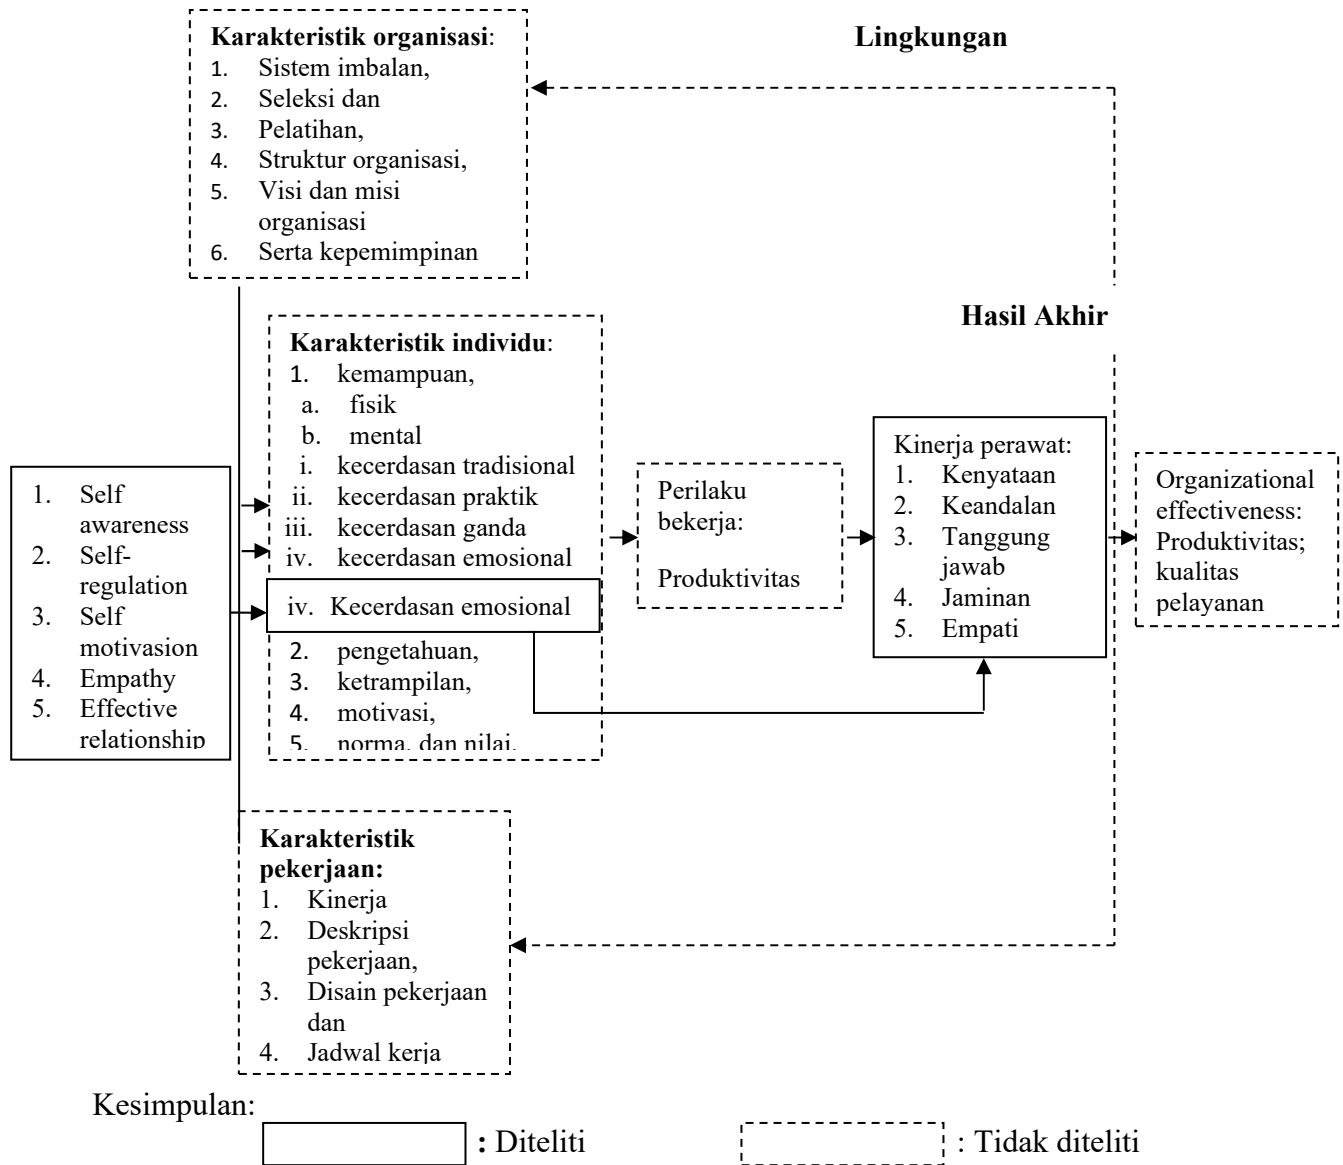 Karakteristik organisasi:
1. Sistem imbalan,
2. Seleksi dan
3. Pelatihan,
4. Struktur organisasi,
5. Visi dan misi
organisasi
6. Serta kepemimpinan
Lingkungan
Hasil Akhir
Karakteristik individu:
1. kemampuan,
a. fisik
b. mental
i. kecerdasan tradisional
ii. kecerdasan praktik
iii. kecerdasan ganda
iv. kecerdasan emosional
iv. Kecerdasan emosional
2. pengetahuan,
3. ketrampilan,
4. motivasi,
5. norma, dan nilai.
1. Self
awareness
2. Self-
regulation
3. Self
motivasion
4. Empathy
5. Effective
relationship
Perilaku
bekerja:
Produktivitas
Kinerja perawat:
1. Kenyataan
2. Keandalan
3. Tanggung
jawab
4. Jaminan
5. Empati
Organizational
effectiveness:
Produktivitas;
kualitas
pelayanan
Karakteristik
pekerjaan:
1. Kinerja
2. Deskripsi
pekerjaan,
3. Disain pekerjaan
dan
4. Jadwal kerja
Kesimpulan:
: Diteliti
: Tidak diteliti